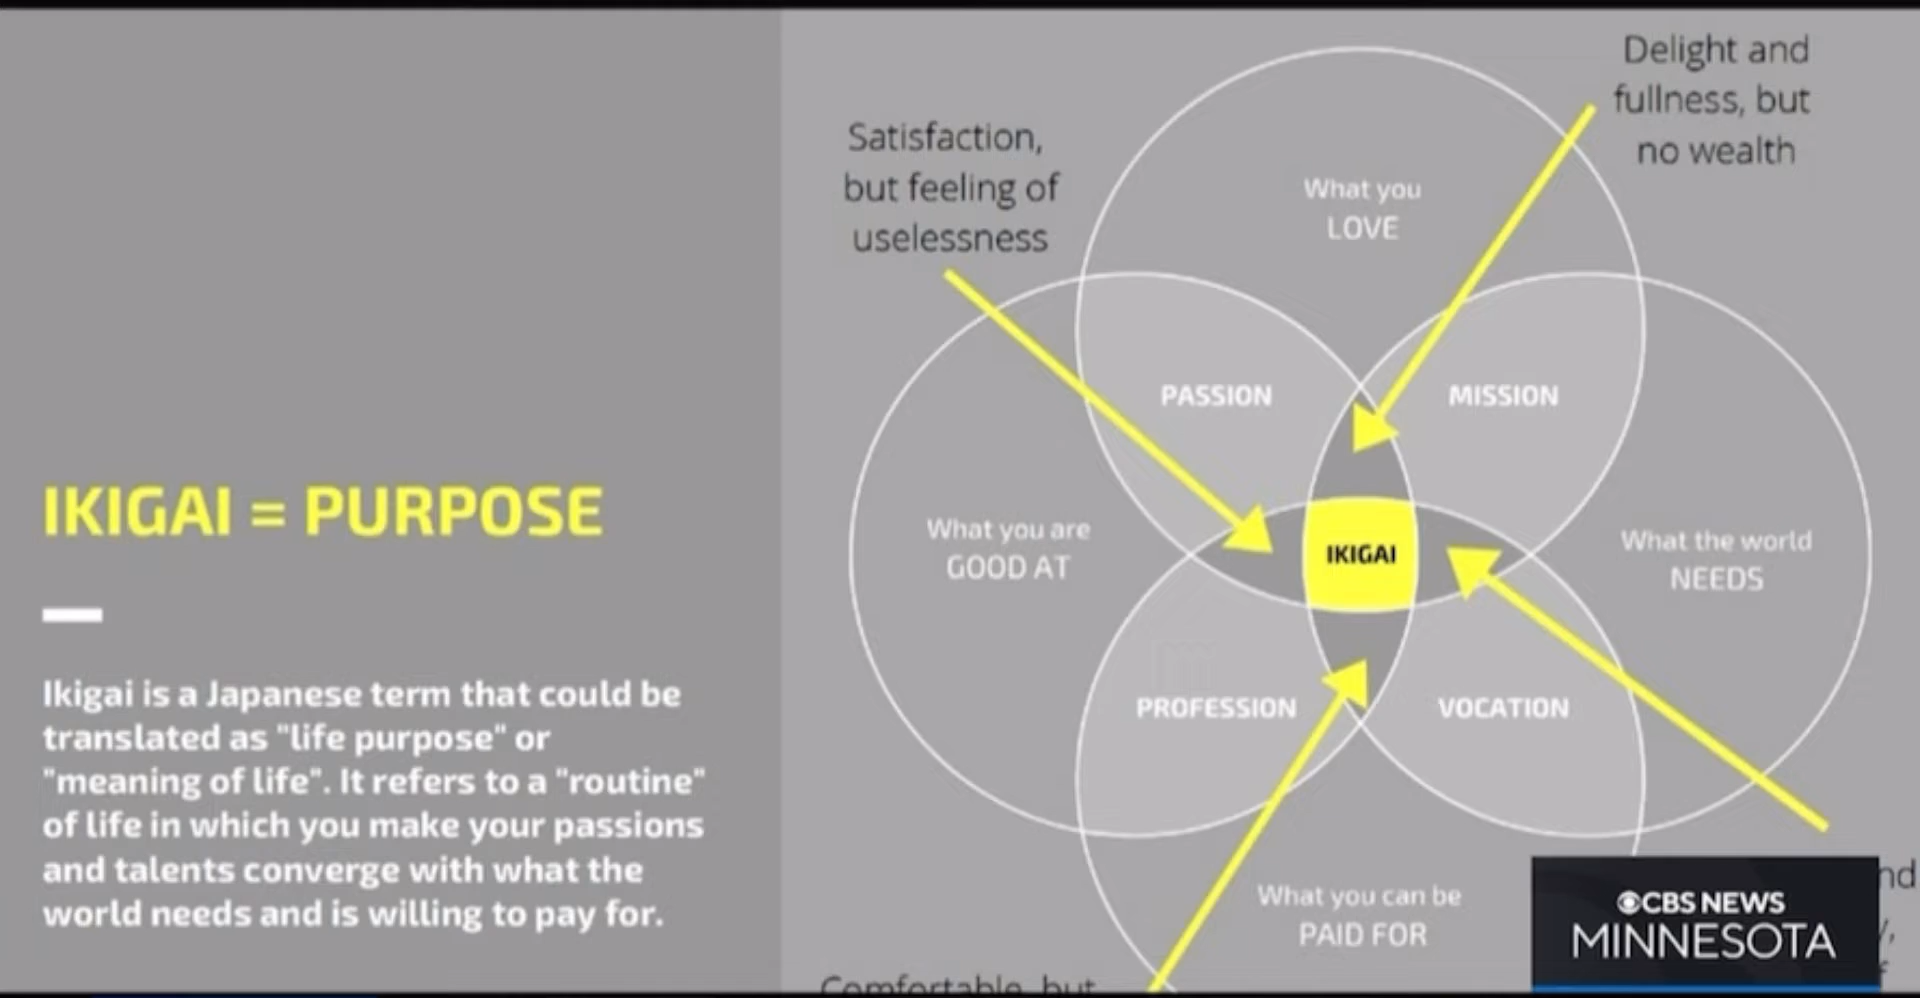 IKIGAI = PURPOSE
Ikigai is a Japanese term that could be
translated as "life purpose" or
"meaning of life". It refers to a "routine"
of life in which you make your passions
and talents converge with what the
world needs and is willing to pay for.
Satisfaction,
but feeling of
uselessness
Delight and
fullness, but
no wealth
What you
LOVE
PASSION
MISSION
What you are
GOOD AT
IKIGAI
What the world
NEEDS
PROFESSION
VOCATION
What you can be
PAID FOR
Comfortable, but
CBS NEWS
MINNESOTA